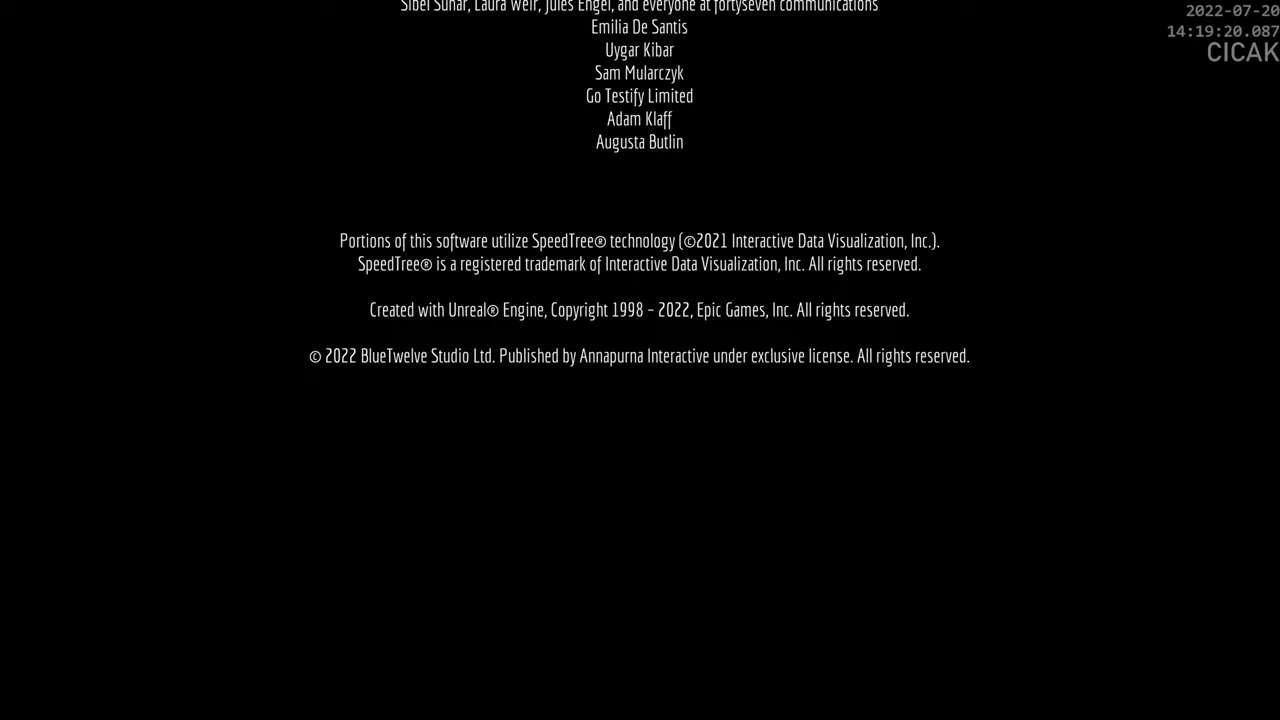 2022-07-20
14:19:20.087
CICAK
Sibel Sunar, Laura Weir, Jules Engel, and everyone at fortyseven communications
Emilia De Santis
Uygar Kibar
Sam Mularczyk
Go Testify Limited
Adam Klaff
Augusta Butlin
Portions of this software utilize SpeedTree® technology (©2021 Interactive Data Visualization, Inc.).
SpeedTree® is a registered trademark of Interactive Data Visualization, Inc. All rights reserved.
Created with Unreal® Engine, Copyright 1998 – 2022, Epic Games, Inc. All rights reserved.
© 2022 BlueTwelve Studio Ltd. Published by Annapurna Interactive under exclusive license. All rights reserved.